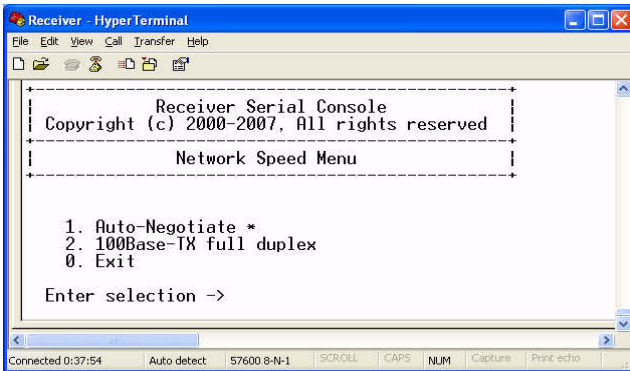 Receiver - HyperTerminal
File Edit View Call Transfer Help
Receiver Serial Console
Copyright (c) 2000-2007, All rights reserved
Network Speed Menu
1. Auto-Negotiate *
2. 100Base-TX full duplex
0. Exit
Enter selection ->
Connected 0:37:54 Auto detect 57600 8-N-1 SCROLL CAPS NUM Capture Print echo